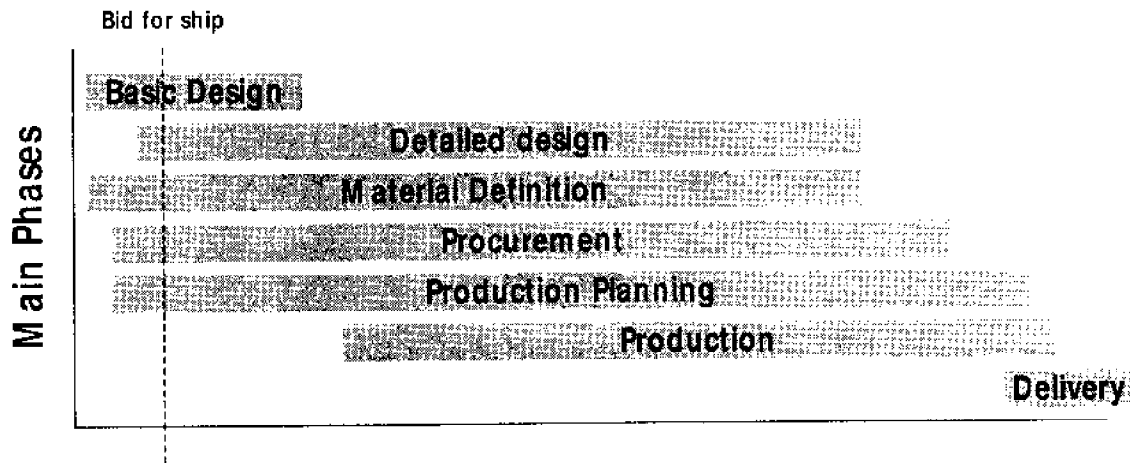 Bid for ship
Main Phases
Basic Design
Detailed design
Material Definition
Procurement
Production Planning
Production
Delivery